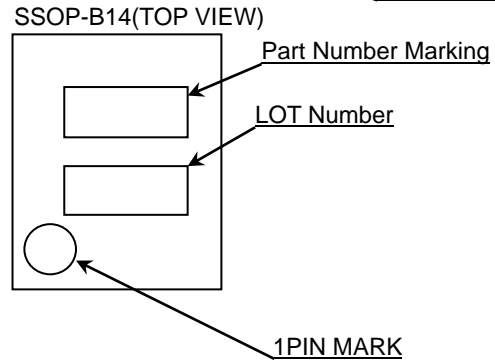 SSOP-B14(TOP VIEW)
Part Number Marking
LOT Number
1PIN MARK